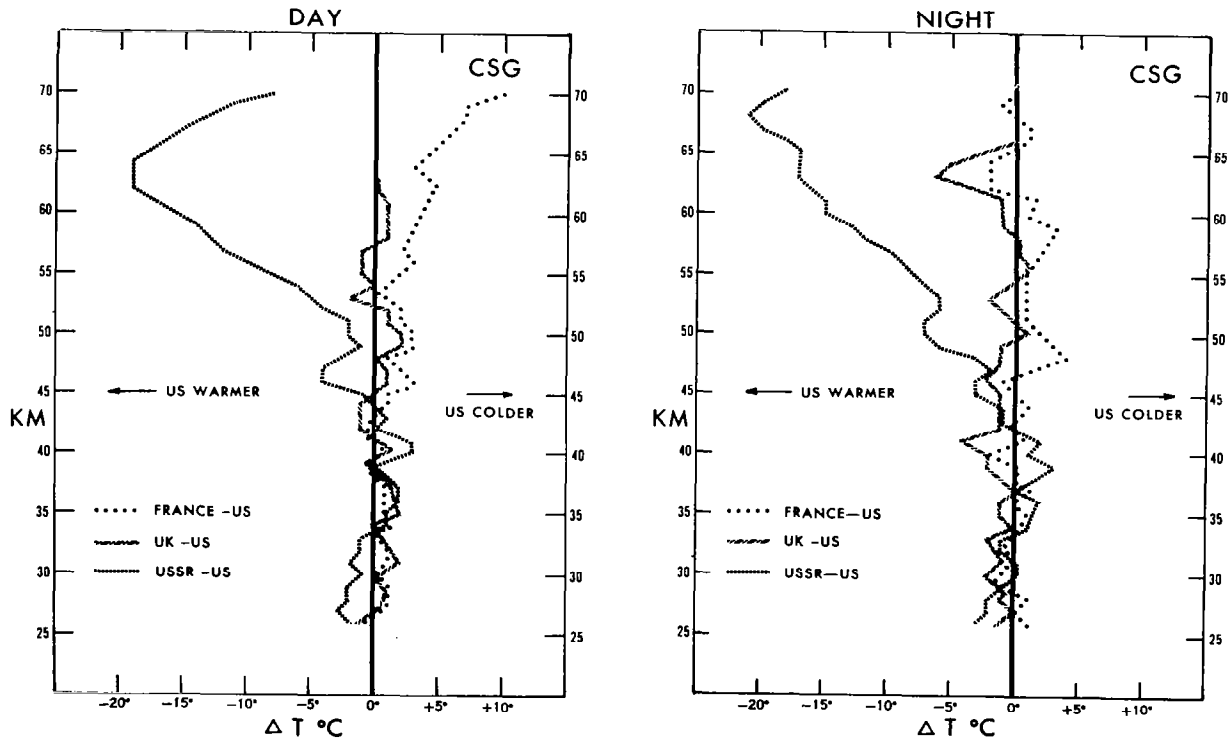 DAY
CSG
70
65
60
55
50
45
40
35
30
25
KM
70
65
60
55
50
45
40
35
30
25
US WARMER
US COLDER
FRANCE -US
UK -US
USSR -US
-20° -15° -10° -5° 0° +5° +10°
Δ T °C
NIGHT
CSG
70
65
60
55
50
45
40
35
30
25
KM
70
65
60
55
50
45
40
35
30
25
US WARMER
US COLDER
FRANCE—US
UK -US
USSR—US
-20° -15° -10° -5° 0° +5° +10°
Δ T °C